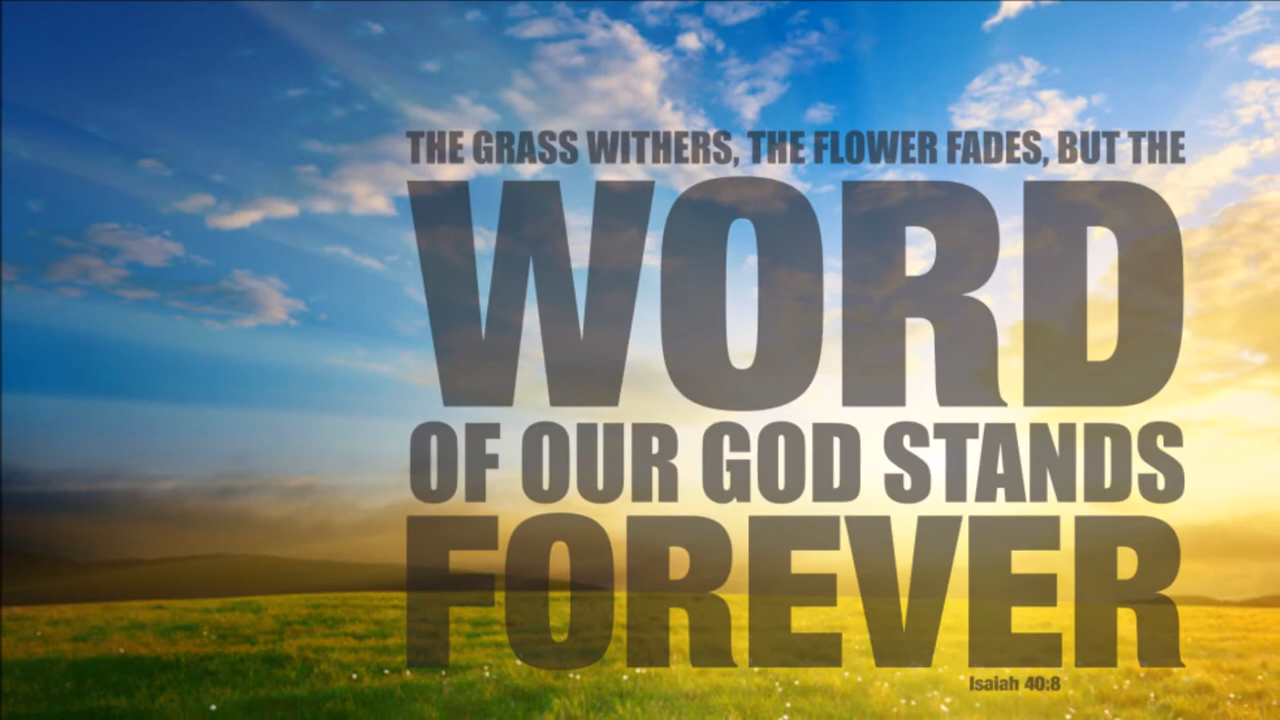 THE GRASS WITHERS, THE FLOWER FADES, BUT THE
WORD
OF OUR GOD STANDS
FOREVER
Isaiah 40:8